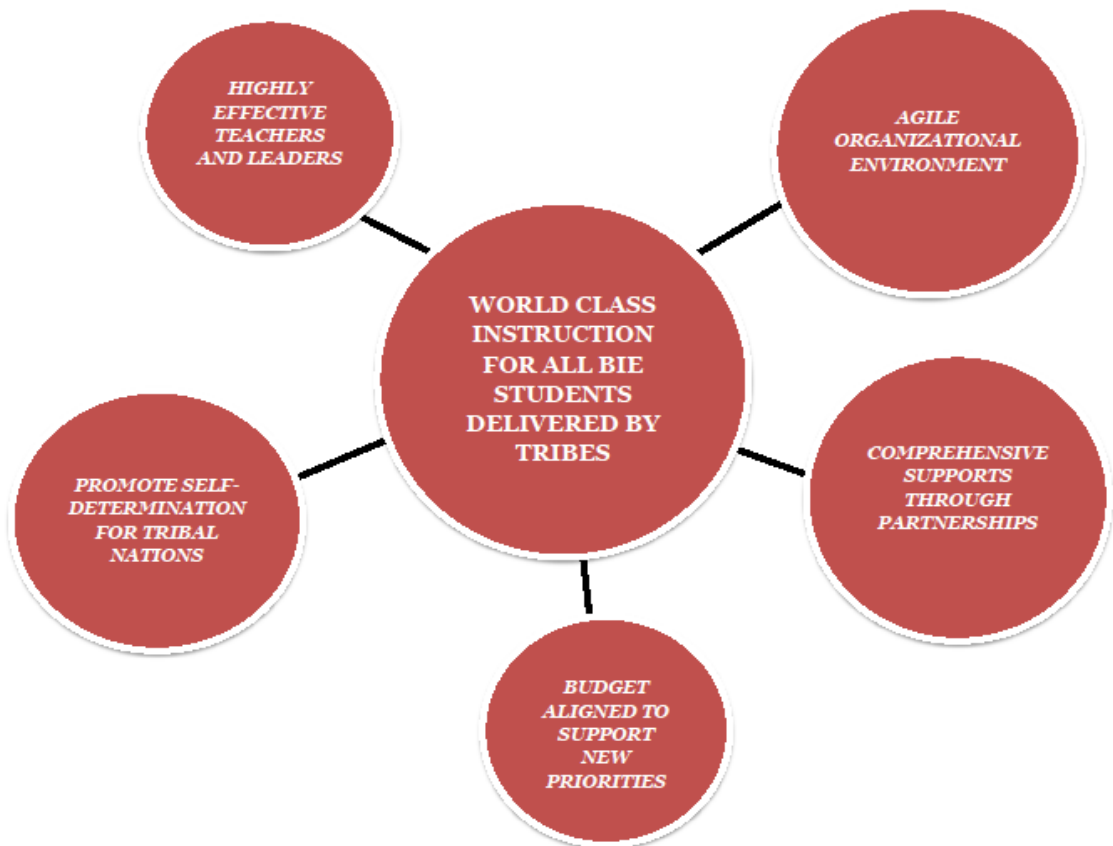 HIGHLY
EFFECTIVE
TEACHERS
AND LEADERS
AGILE
ORGANIZATIONAL
ENVIRONMENT
WORLD CLASS
INSTRUCTION
FOR ALL BIE
STUDENTS
DELIVERED BY
TRIBES
PROMOTE SELF-
DETERMINATION
FOR TRIBAL
NATIONS
COMPREHENSIVE
SUPPORTS
THROUGH
PARTNERSHIPS
BUDGET
ALIGNED TO
SUPPORT
NEW
PRIORITIES